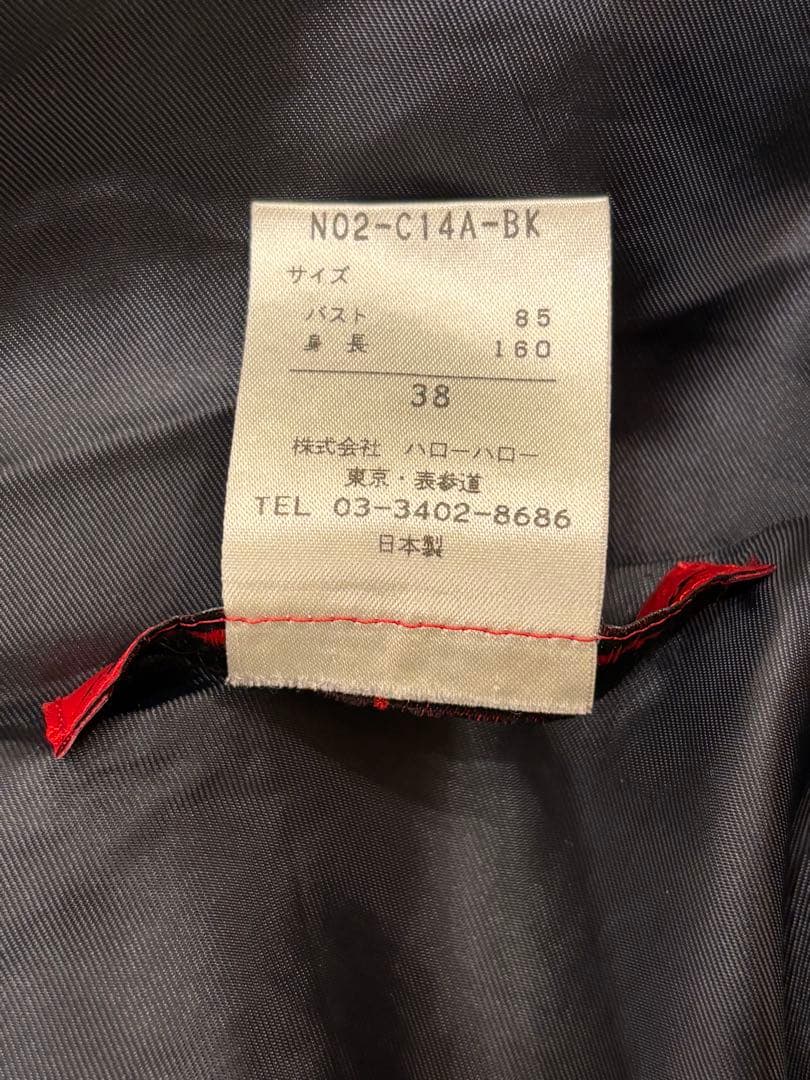 N02-C14A-BK
サイズ
バスト 85
身長 160
38
株式会社 ハローハロー
東京・表参道
TEL 03-3402-8686
日本製